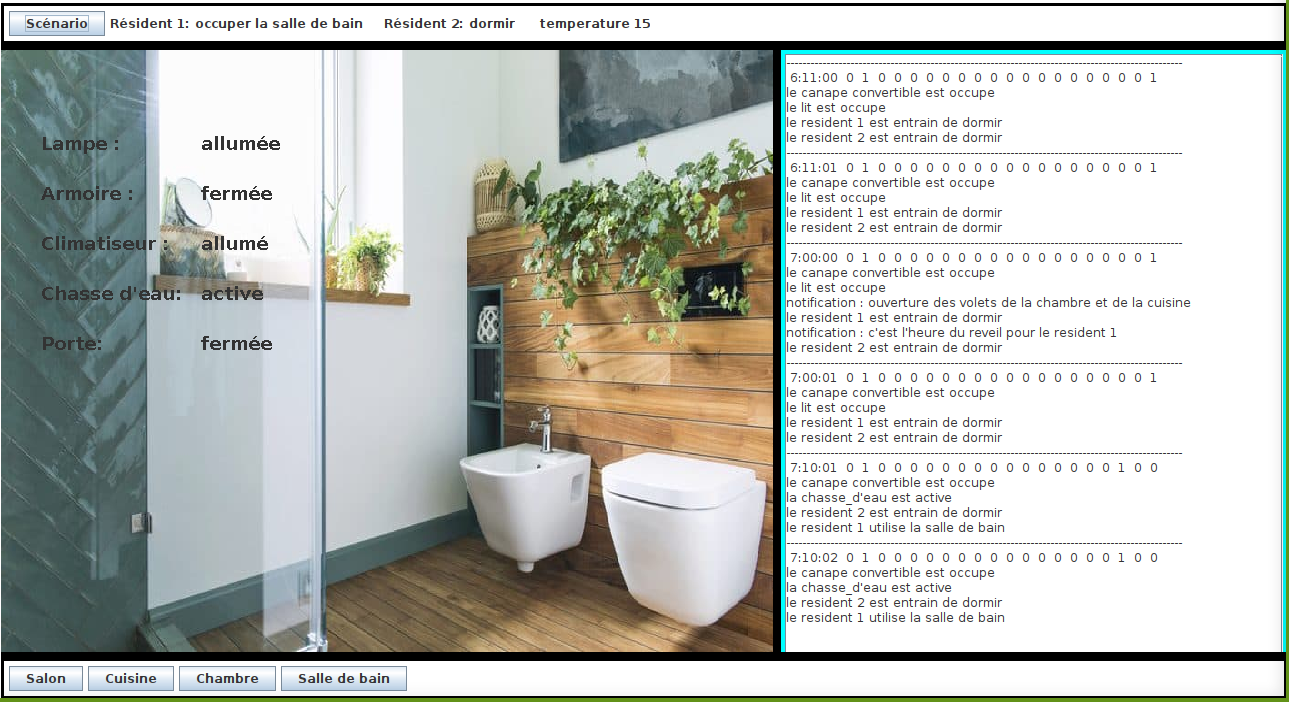 Scénario Résident 1: occuper la salle de bain Résident 2: dormir temperature 15
Lampe : allumée
Armoire : fermée
Climatiseur : allumé
Chasse d'eau: active
Porte: fermée
6:11:00 0 1 0 0 0 0 0 0 0 0 0 0 0 0 0 0 0 0 0 1
le canape convertible est occupe
le lit est occupe
le resident 1 est entrain de dormir
le resident 2 est entrain de dormir
6:11:01 0 1 0 0 0 0 0 0 0 0 0 0 0 0 0 0 0 0 0 1
le canape convertible est occupe
le lit est occupe
le resident 1 est entrain de dormir
le resident 2 est entrain de dormir
7:00:00 0 1 0 0 0 0 0 0 0 0 0 0 0 0 0 0 0 0 0 1
le canape convertible est occupe
le lit est occupe
notification : ouverture des volets de la chambre et de la cuisine
le resident 1 est entrain de dormir
notification : c'est l'heure du reveil pour le resident 1
le resident 2 est entrain de dormir
7:00:01 0 1 0 0 0 0 0 0 0 0 0 0 0 0 0 0 0 0 0 1
le canape convertible est occupe
le lit est occupe
le resident 1 est entrain de dormir
le resident 2 est entrain de dormir
7:10:01 0 1 0 0 0 0 0 0 0 0 0 0 0 0 0 0 0 1 0 0
le canape convertible est occupe
la chasse_d'eau est active
le resident 2 est entrain de dormir
le resident 1 utilise la salle de bain
7:10:02 0 1 0 0 0 0 0 0 0 0 0 0 0 0 0 0 0 1 0 0
le canape convertible est occupe
la chasse_d'eau est active
le resident 2 est entrain de dormir
le resident 1 utilise la salle de bain
Salon Cuisine Chambre Salle de bain